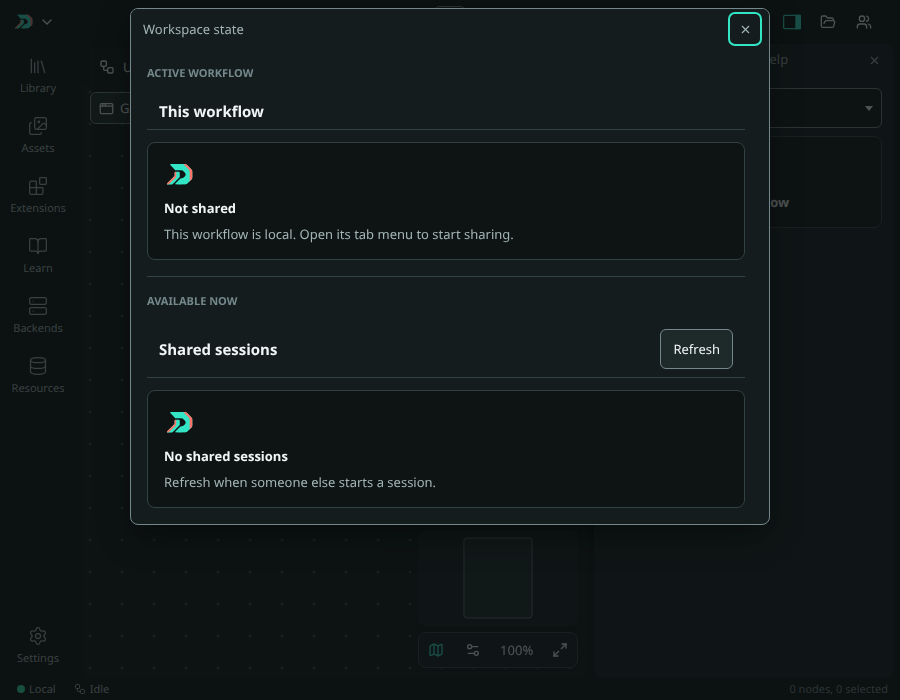 Workspace state
ACTIVE WORKFLOW
This workflow
Not shared
This workflow is local. Open its tab menu to start sharing.
AVAILABLE NOW
Shared sessions
Refresh
No shared sessions
Refresh when someone else starts a session.
Library
Assets
Extensions
Learn
Backends
Resources
Settings
Local
Idle
100%
0 nodes, 0 selected